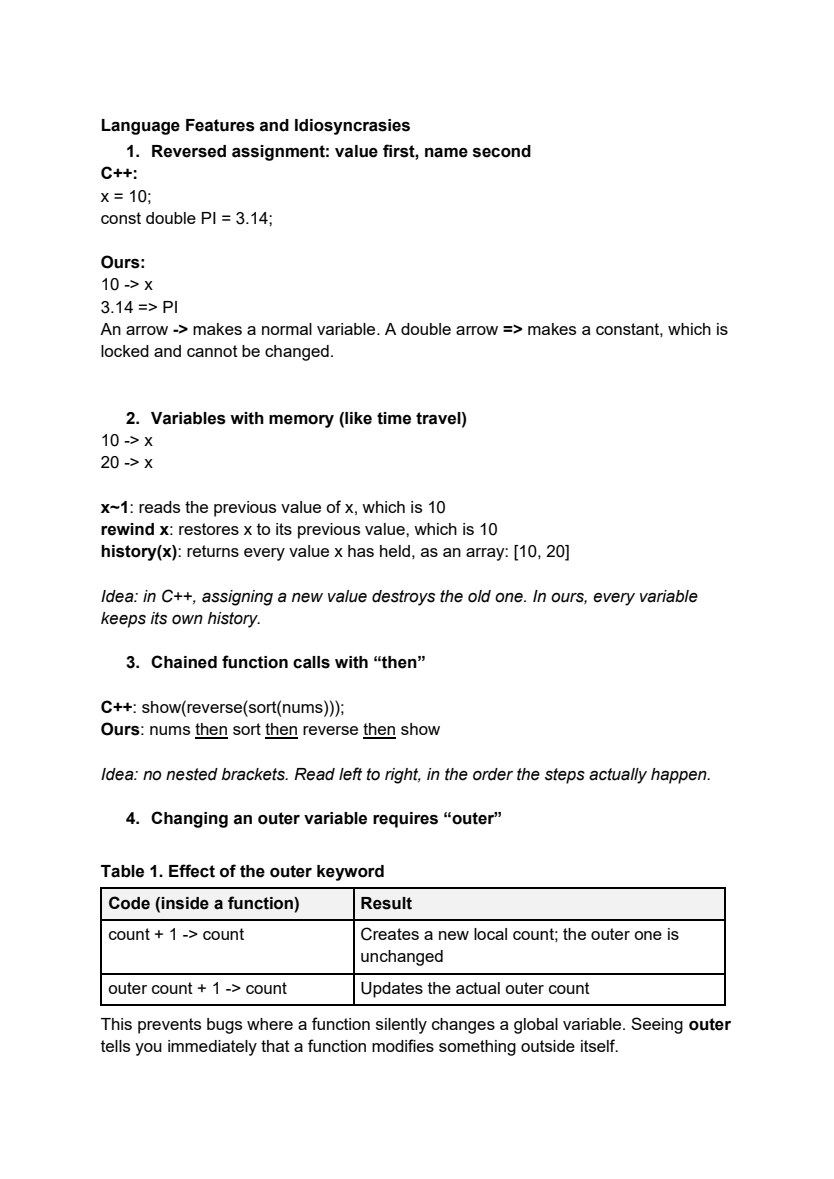 Language Features and Idiosyncrasies
1. Reversed assignment: value first, name second
C++:
x = 10;
const double PI = 3.14;
Ours:
10 -> x
3.14 => PI
An arrow -> makes a normal variable. A double arrow => makes a constant, which is
locked and cannot be changed.
2. Variables with memory (like time travel)
10 -> x
20 -> x
x~1: reads the previous value of x, which is 10
rewind x: restores x to its previous value, which is 10
history(x): returns every value x has held, as an array: [10, 20]
Idea: in C++, assigning a new value destroys the old one. In ours, every variable
keeps its own history.
3. Chained function calls with “then”
C++: show(reverse(sort(nums)));
Ours: nums then sort then reverse then show
Idea: no nested brackets. Read left to right, in the order the steps actually happen.
4. Changing an outer variable requires “outer”
Table 1. Effect of the outer keyword
Code (inside a function) Result
count + 1 -> count Creates a new local count; the outer one is
unchanged
outer count + 1 -> count Updates the actual outer count
This prevents bugs where a function silently changes a global variable. Seeing outer
tells you immediately that a function modifies something outside itself.